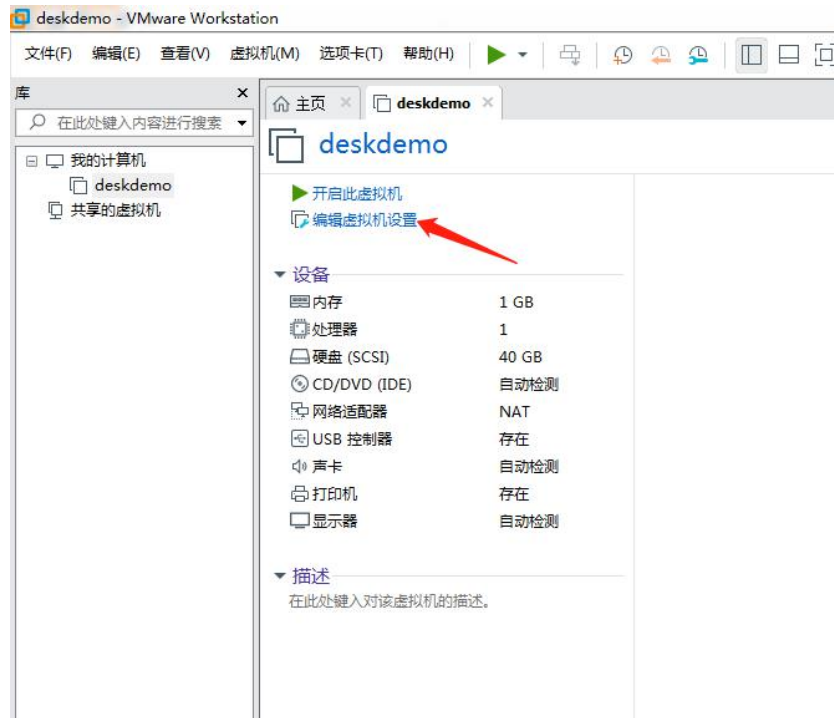 deskdemo - VMware Workstation
文件(F) 编辑(E) 查看(V) 虚拟机(M) 选项卡(T) 帮助(H)
库
在此处键入内容进行搜索
我的计算机
deskdemo
共享的虚拟机
主页 deskdemo
deskdemo
开启此虚拟机
编辑虚拟机设置
设备
内存 1 GB
处理器 1
硬盘 (SCSI) 40 GB
CD/DVD (IDE) 自动检测
网络适配器 NAT
USB 控制器 存在
声卡 自动检测
打印机 存在
显示器 自动检测
描述
在此处键入对该虚拟机的描述。